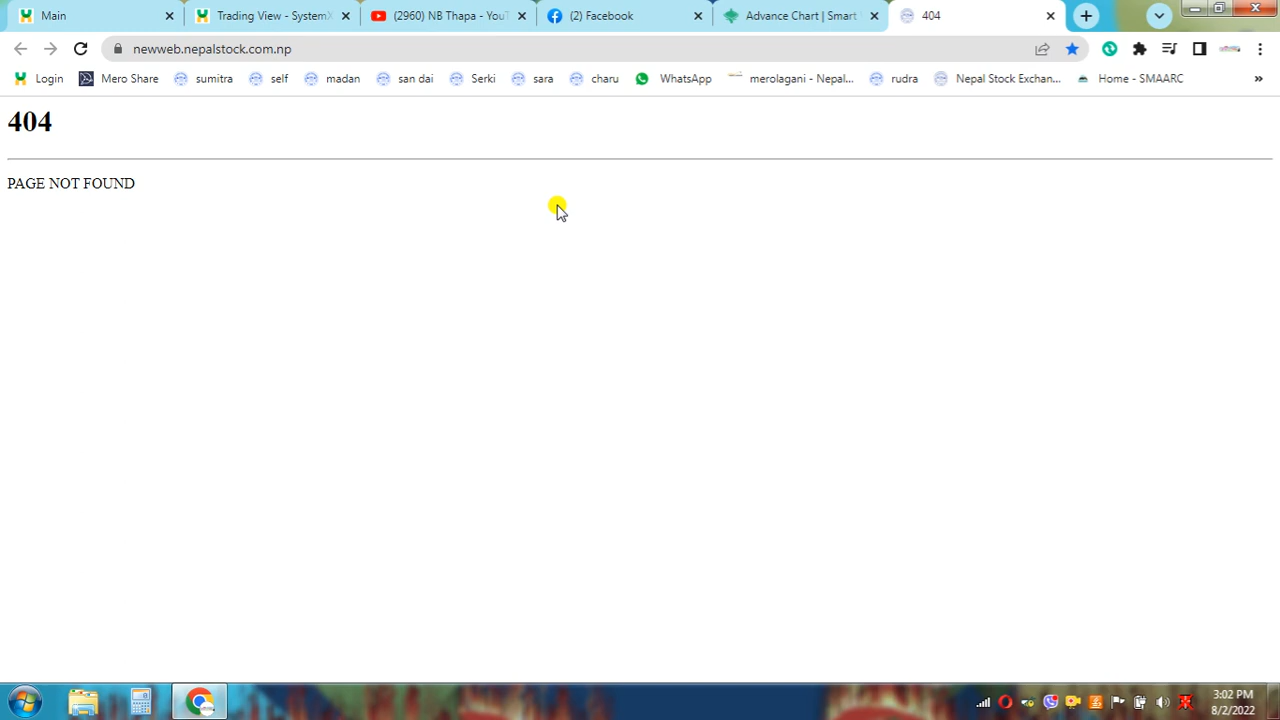 Main
Trading View - SystemX
(2960) NB Thapa - YouT
(2) Facebook
Advance Chart | Smart
404
newweb.nepalstock.com.np
Login
Mero Share
sumitra
self
madan
san dai
Serki
sara
charu
WhatsApp
merolagani - Nepal...
rudra
Nepal Stock Exchan...
Home - SMAARC
»
404
PAGE NOT FOUND
3:02 PM
8/2/2022